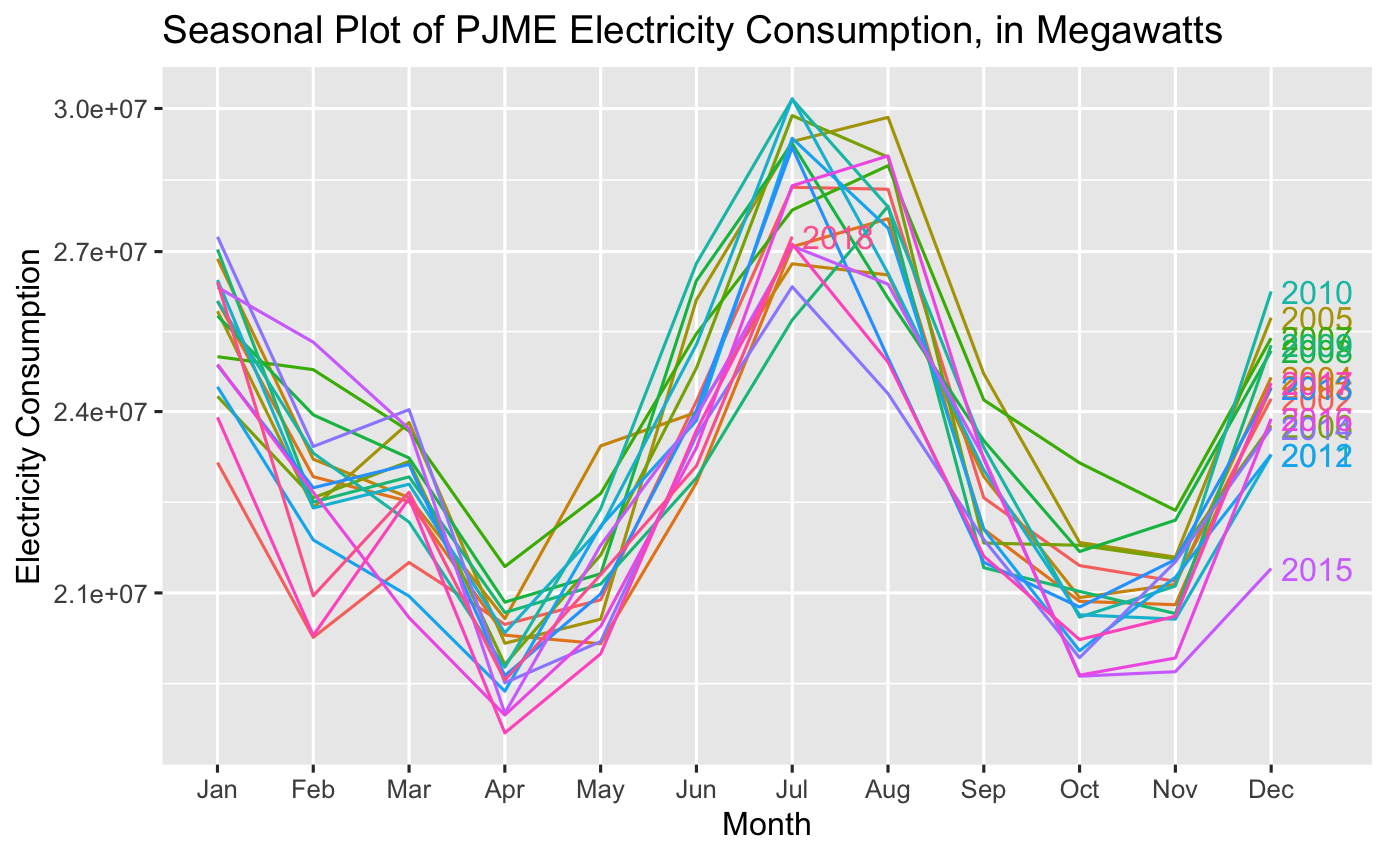 Seasonal Plot of PJME Electricity Consumption, in Megawatts
3.0e+07
2.7e+07
2.4e+07
2.1e+07
Electricity Consumption
2018
2010
2005
2015
Jan Feb Mar Apr May Jun Jul Aug Sep Oct Nov Dec
Month